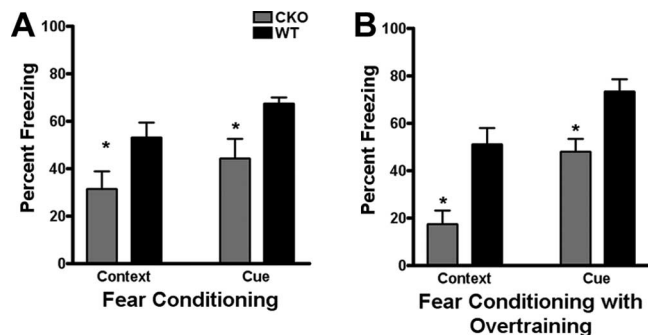 A
CKO
WT
Percent Freezing
100
80
60
40
20
0
*
*
Context
Cue
Fear Conditioning
B
Percent Freezing
100
80
60
40
20
0
*
*
Context
Cue
Fear Conditioning with
Overtraining